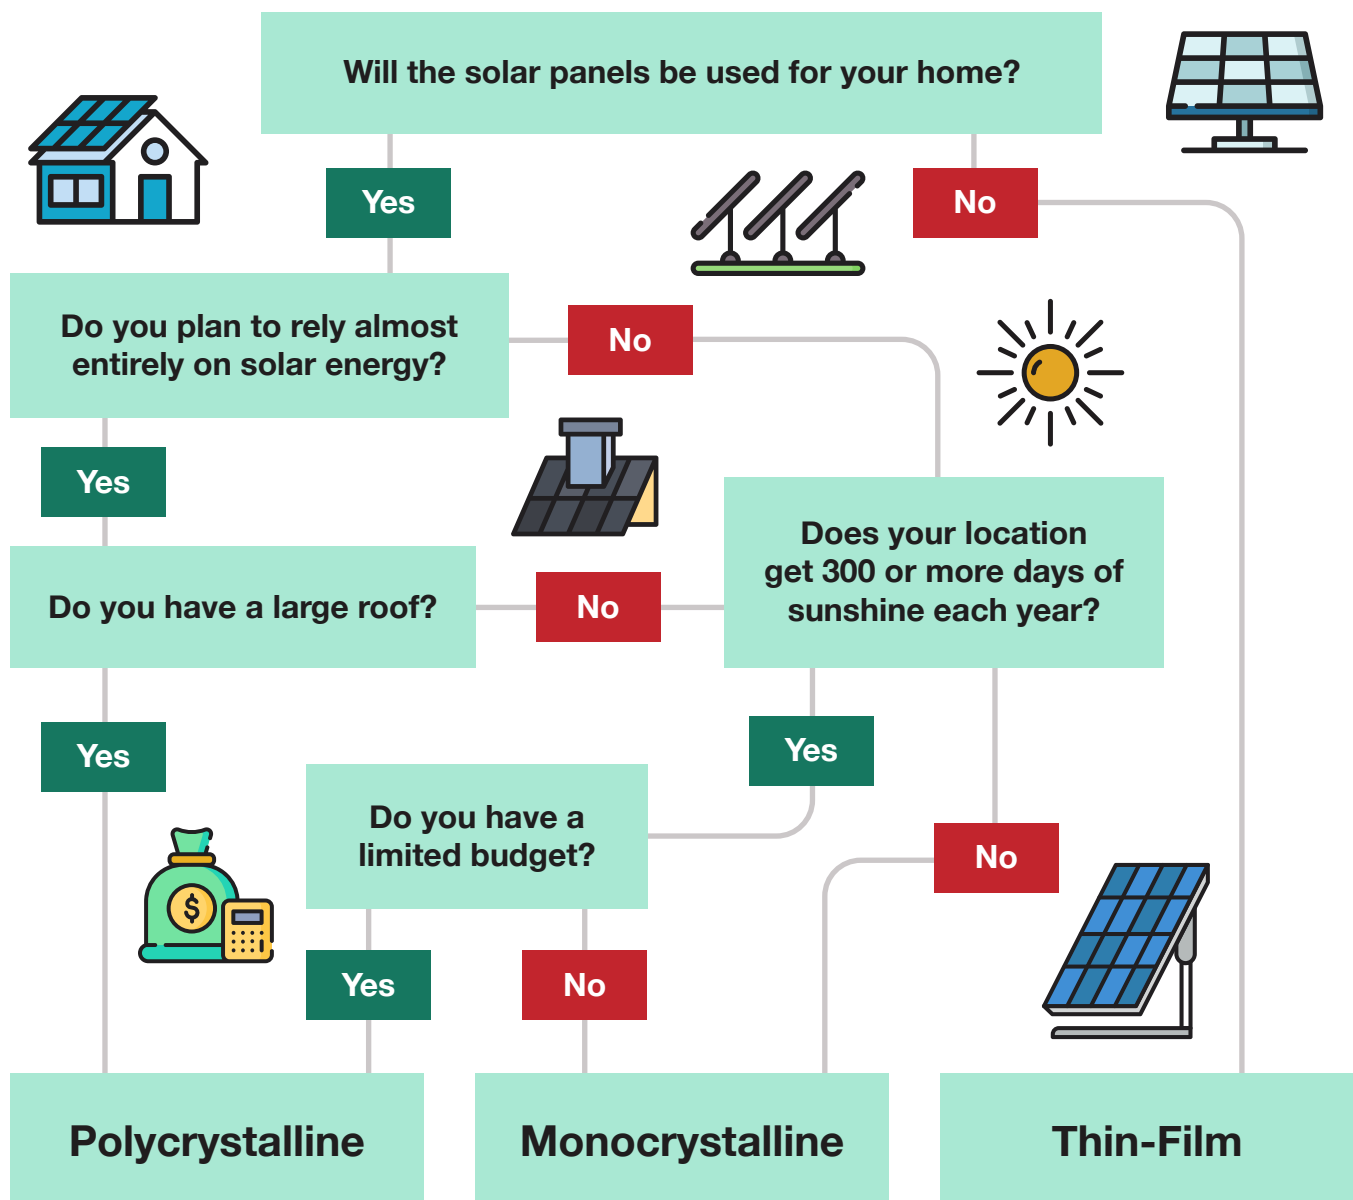 Will the solar panels be used for your home?
Yes
No
Do you plan to rely almost
entirely on solar energy?
No
Yes
Does your location
get 300 or more days of
sunshine each year?
Do you have a large roof?
No
Yes
Yes
Do you have a
limited budget?
No
$
Yes
No
Polycrystalline
Monocrystalline
Thin-Film